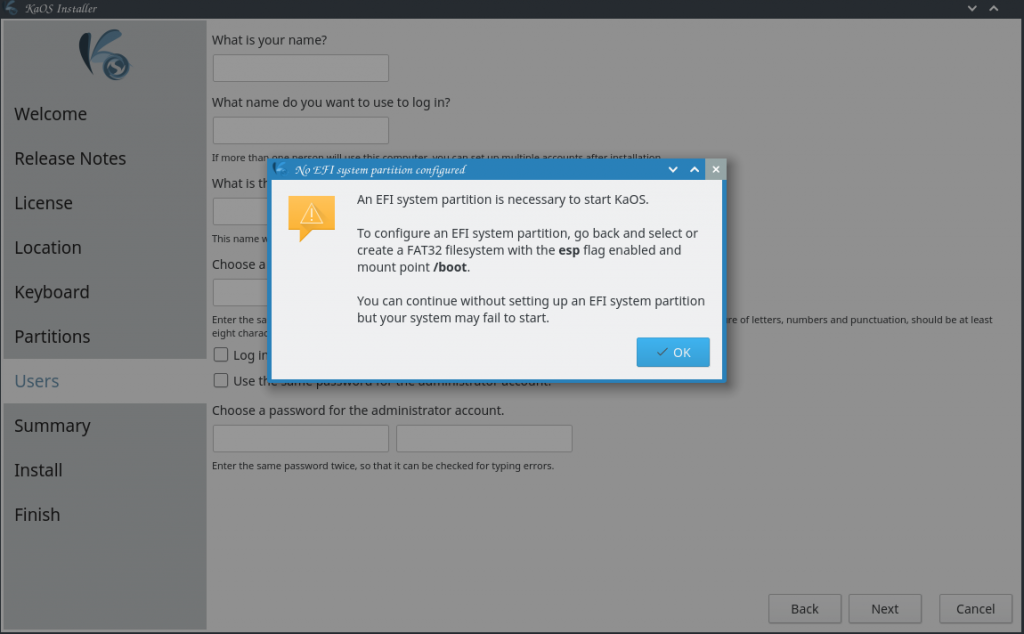 KaOS Installer
Welcome
Release Notes
License
Location
Keyboard
Partitions
Users
Summary
Install
Finish
What is your name?
What name do you want to use to log in?
If more than one person will use this computer, you can set up multiple accounts after installation.
What is th
This name w
Choose a
Enter the sa
re of letters, numbers and punctuation, should be at least
eight charac
Log in
Use the same password for the administrator account.
Choose a password for the administrator account.
Enter the same password twice, so that it can be checked for typing errors.
No EFI system partition configured
An EFI system partition is necessary to start KaOS.
To configure an EFI system partition, go back and select or
create a FAT32 filesystem with the esp flag enabled and
mount point /boot.
You can continue without setting up an EFI system partition
but your system may fail to start.
OK
Back
Next
Cancel